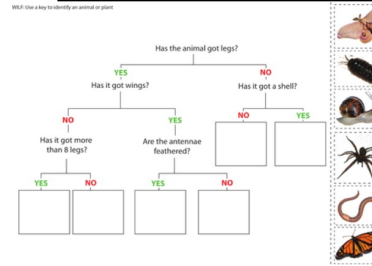 WILF: Use a key to identify an animal or plant
Has the animal got legs?
YES
NO
Has it got wings?
Has it got a shell?
NO
YES
NO
YES
Has it got more
than 8 legs?
Are the antennae
feathered?
YES
NO
YES
NO